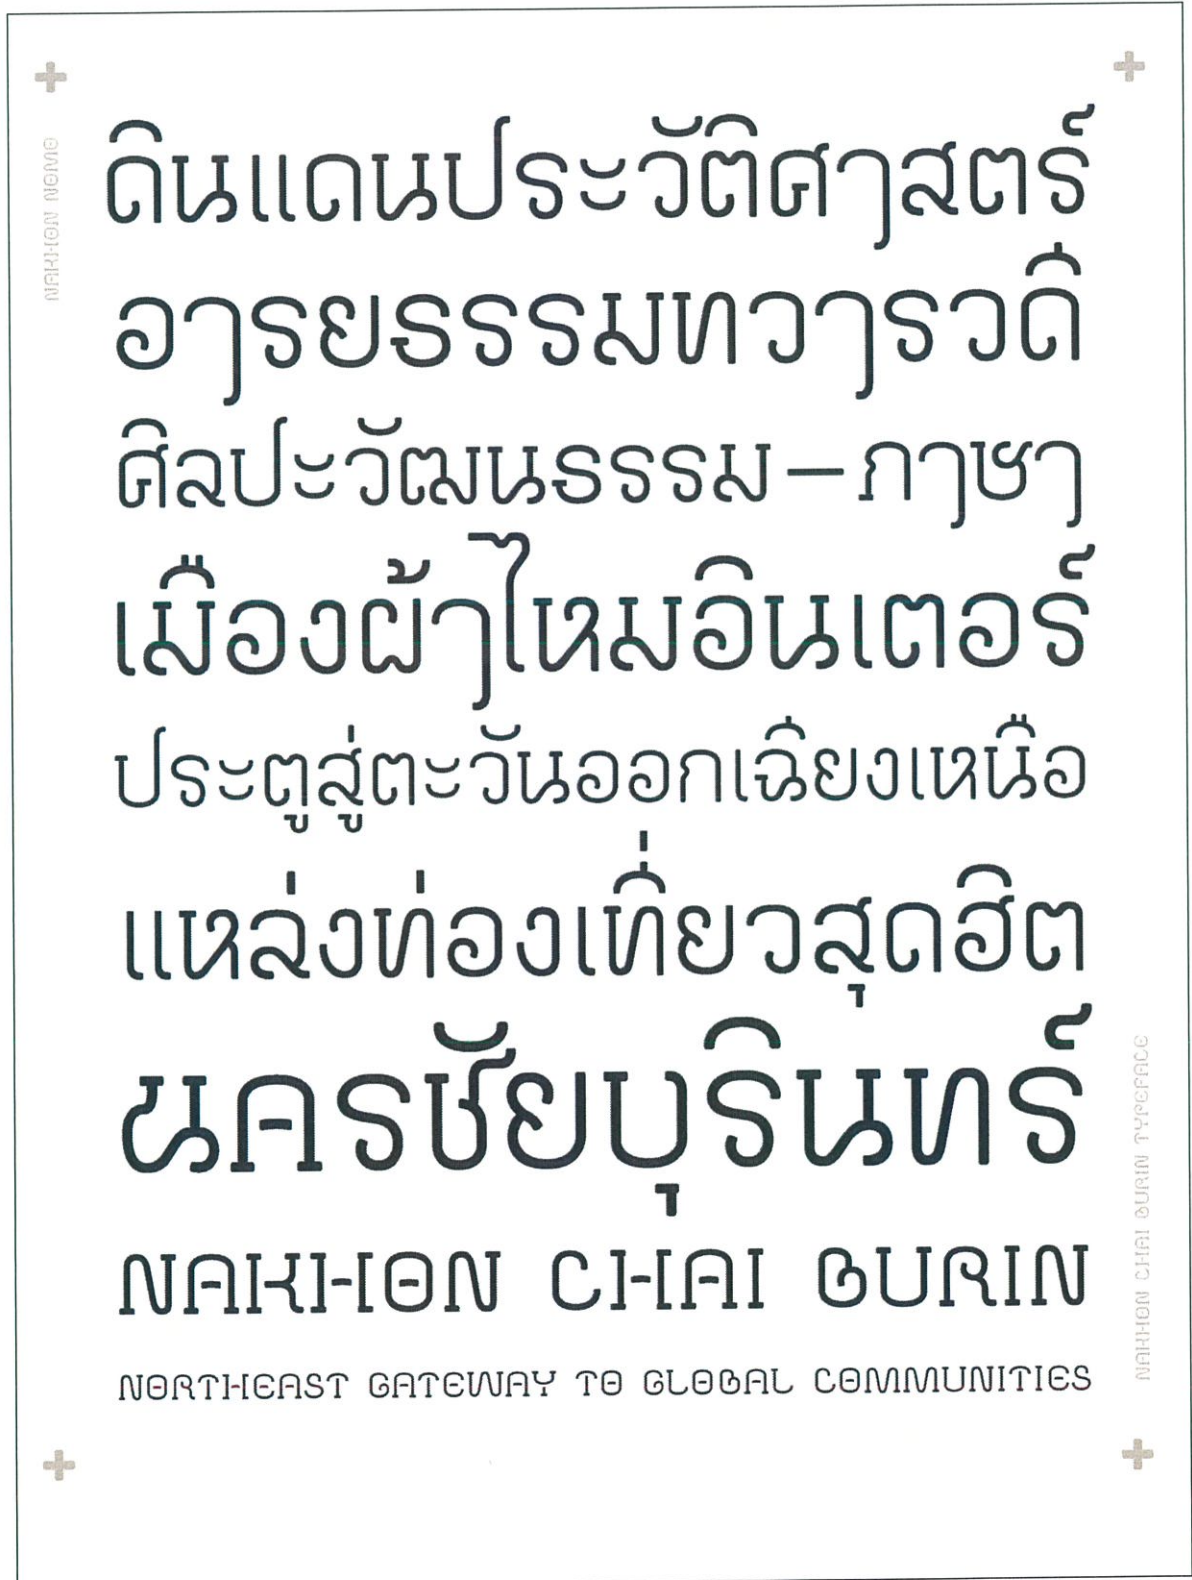 NAKHON NOMO
ดินแดนประวัติศาสตร์
อารยธรรมทวารวดี
ศิลปะวัฒนธรรม – ภาษา
เมืองผ้าไหมอินเตอร์
ประตูสู่ตะวันออกเฉียงเหนือ
แหล่งท่องเที่ยวสุดฮิต
นครชัยบุรินทร์
NAKHON CHAI BURIN
NORTHEAST GATEWAY TO GLOBAL COMMUNITIES
NAKHON CHAI BURIN TYPEFACE